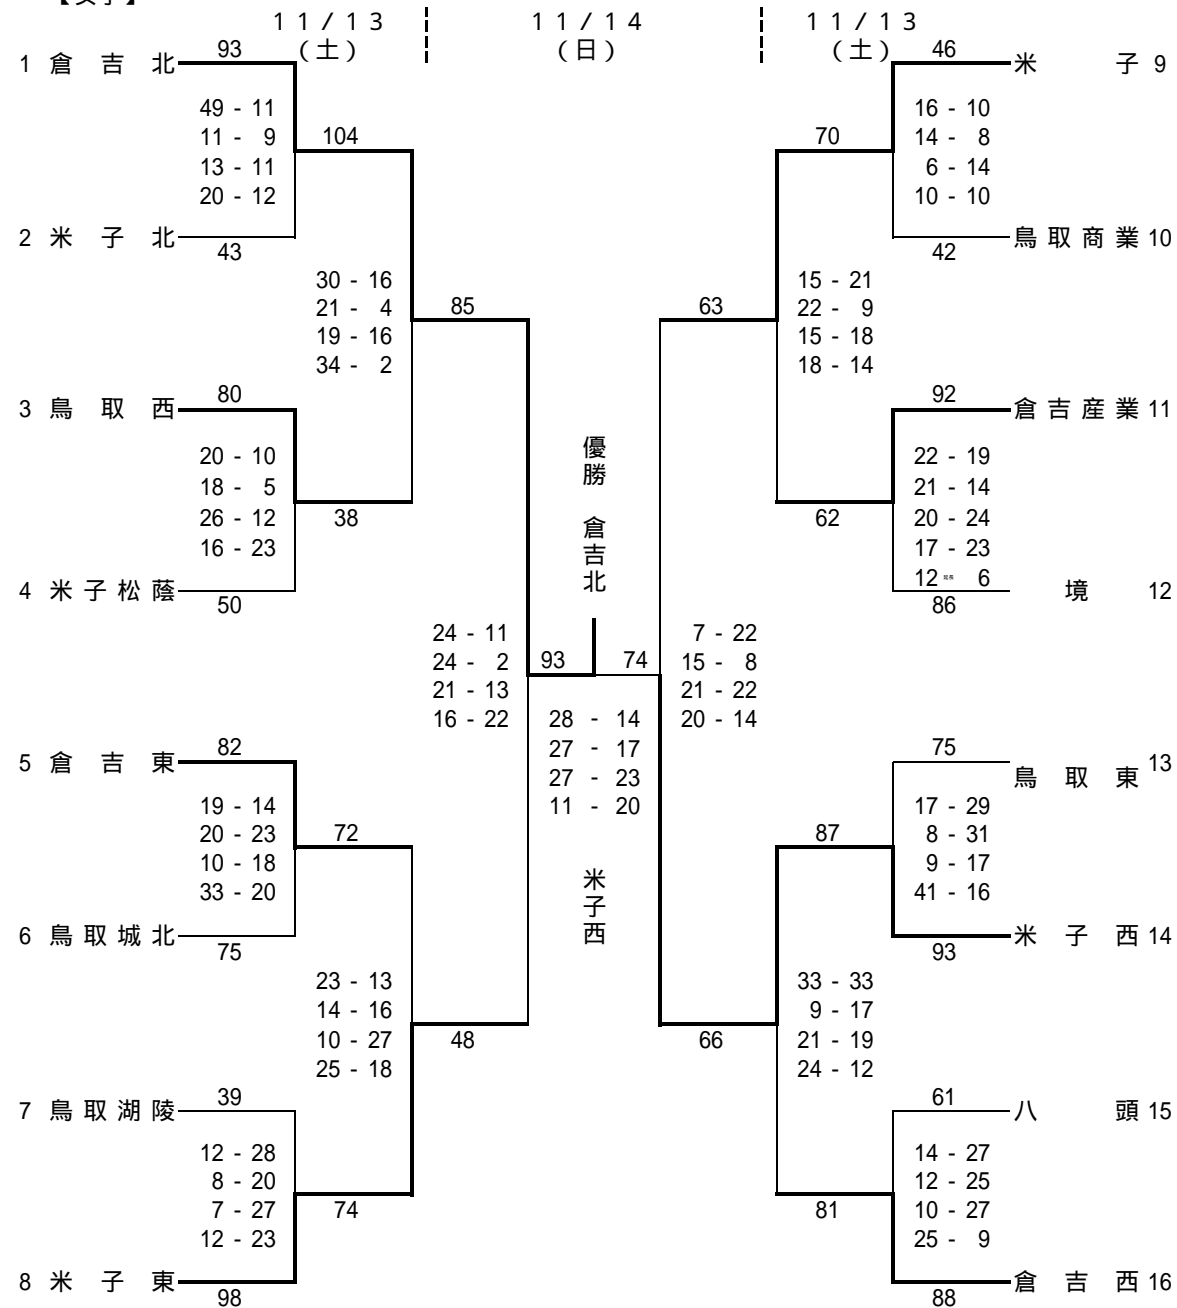 11/13
(土)
11/14
(日)
11/13
(土)
1 倉吉北 93
49 - 11
11 - 9
13 - 11
20 - 12
2 米子北 43
104
30 - 16
21 - 4
19 - 16
34 - 2
3 鳥取西 80
20 - 10
18 - 5
26 - 12
16 - 23
4 米子松蔭 50
38
85
24 - 11
24 - 2
21 - 13
16 - 22
5 倉吉東 82
19 - 14
20 - 23
10 - 18
33 - 20
6 鳥取城北 75
72
23 - 13
14 - 16
10 - 27
25 - 18
7 鳥取湖陵 39
12 - 28
8 - 20
7 - 27
12 - 23
8 米子東 98
74
48
優勝 倉吉北
93 74
28 - 14
27 - 17
27 - 23
11 - 20
米子西
46 米子 9
16 - 10
14 - 8
6 - 14
10 - 10
42 鳥取商業 10
70
15 - 21
22 - 9
15 - 18
18 - 14
92 倉吉産業 11
22 - 19
21 - 14
20 - 24
17 - 23
12 延長 6
86 境 12
62
63
7 - 22
15 - 8
21 - 22
20 - 14
75 鳥取東 13
17 - 29
8 - 31
9 - 17
41 - 16
93 米子西 14
87
33 - 33
9 - 17
21 - 19
24 - 12
61 八頭 15
14 - 27
12 - 25
10 - 27
25 - 9
88 倉吉西 16
81
66